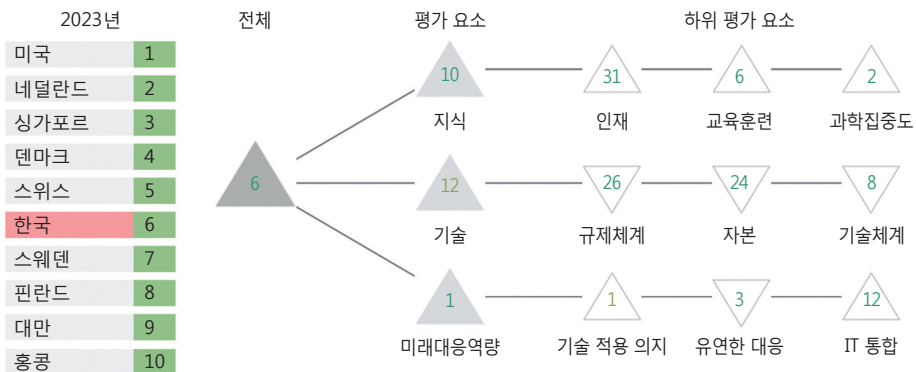 2023년
전체
평가 요소
하위 평가 요소
미국 1
네덜란드 2
싱가포르 3
덴마크 4
스위스 5
한국 6
스웨덴 7
핀란드 8
대만 9
홍콩 10
6
10
31
6
2
지식
인재
교육훈련
과학집중도
12
26
24
8
기술
규제체계
자본
기술체계
1
1
3
12
미래대응역량
기술 적용 의지
유연한 대응
IT 통합